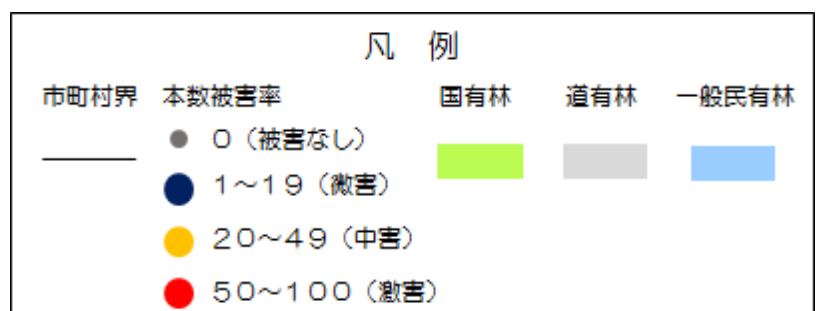 凡　例
市町村界　本数被害率　国有林　道有林　一般民有林
０（被害なし）
１～１９（微害）
２０～４９（中害）
５０～１００（激害）